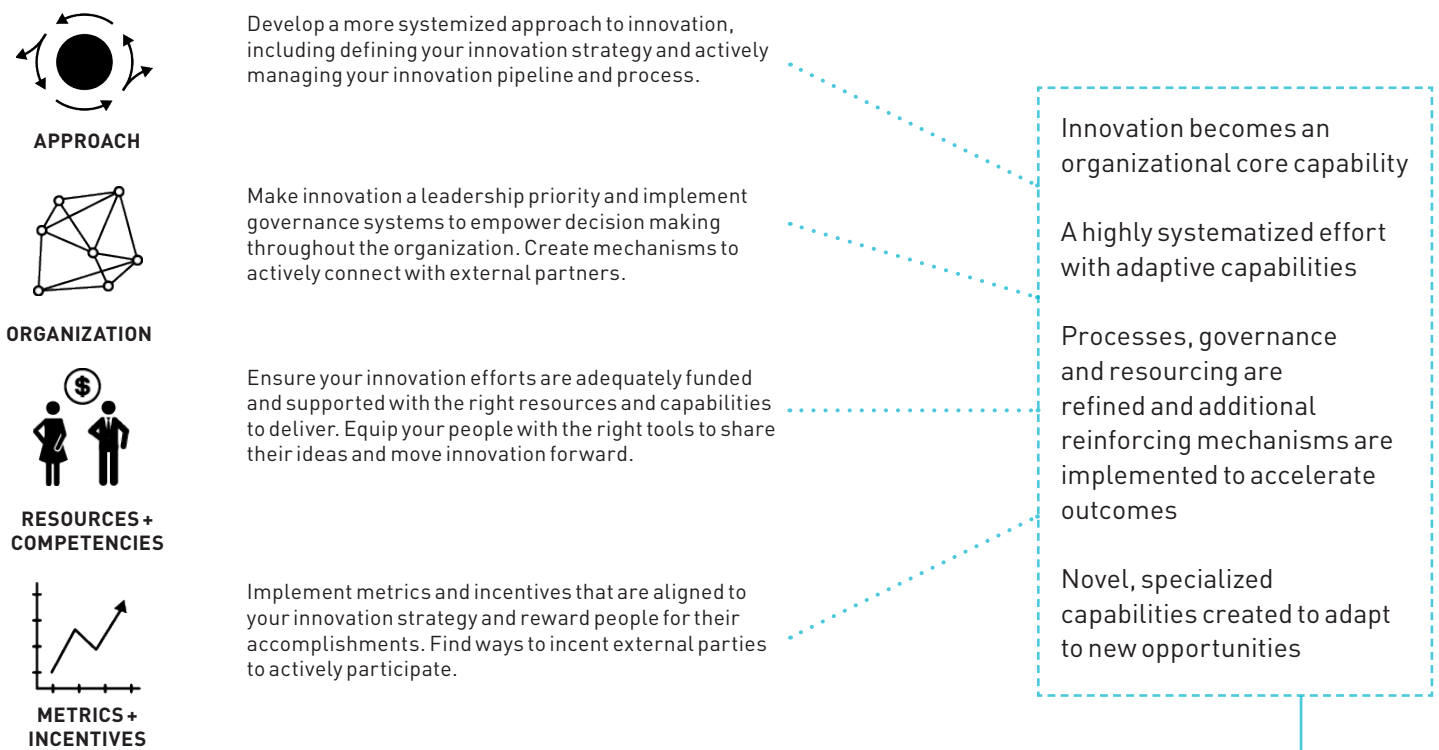 Develop a more systemized approach to innovation,
including defining your innovation strategy and actively
managing your innovation pipeline and process.
APPROACH
Make innovation a leadership priority and implement
governance systems to empower decision making
throughout the organization. Create mechanisms to
actively connect with external partners.
ORGANIZATION
$
Ensure your innovation efforts are adequately funded
and supported with the right resources and capabilities
to deliver. Equip your people with the right tools to share
their ideas and move innovation forward.
RESOURCES +
COMPETENCIES
Implement metrics and incentives that are aligned to
your innovation strategy and reward people for their
accomplishments. Find ways to incent external parties
to actively participate.
METRICS +
INCENTIVES
Innovation becomes an
organizational core capability
A highly systematized effort
with adaptive capabilities
Processes, governance
and resourcing are
refined and additional
reinforcing mechanisms are
implemented to accelerate
outcomes
Novel, specialized
capabilities created to adapt
to new opportunities